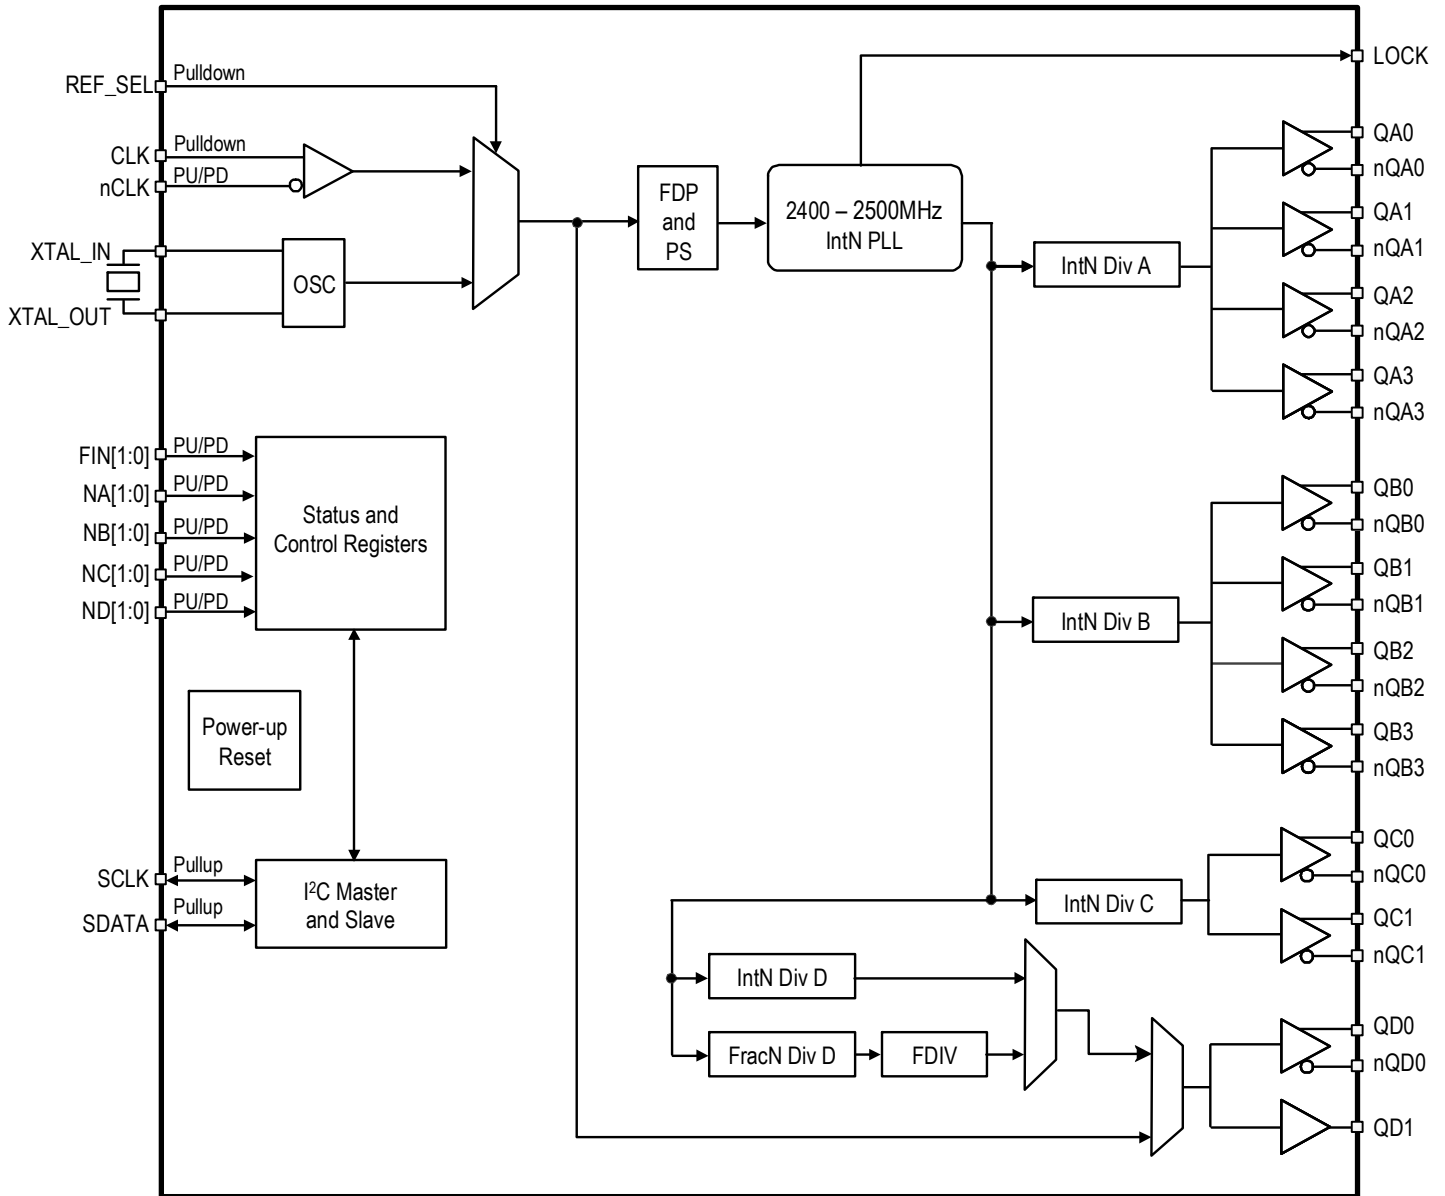 REF_SEL
Pulldown
CLK
Pulldown
nCLK
PU/PD
XTAL_IN
XTAL_OUT
OSC
FDP
and
PS
2400 – 2500MHz
IntN PLL
LOCK
IntN Div A
QA0
nQA0
QA1
nQA1
QA2
nQA2
QA3
nQA3
FIN[1:0]
PU/PD
NA[1:0]
PU/PD
NB[1:0]
PU/PD
NC[1:0]
PU/PD
ND[1:0]
PU/PD
Status and
Control Registers
IntN Div B
QB0
nQB0
QB1
nQB1
QB2
nQB2
QB3
nQB3
Power-up
Reset
SCLK
Pullup
SDATA
Pullup
I²C Master
and Slave
IntN Div C
QC0
nQC0
QC1
nQC1
IntN Div D
FracN Div D
FDIV
QD0
nQD0
QD1